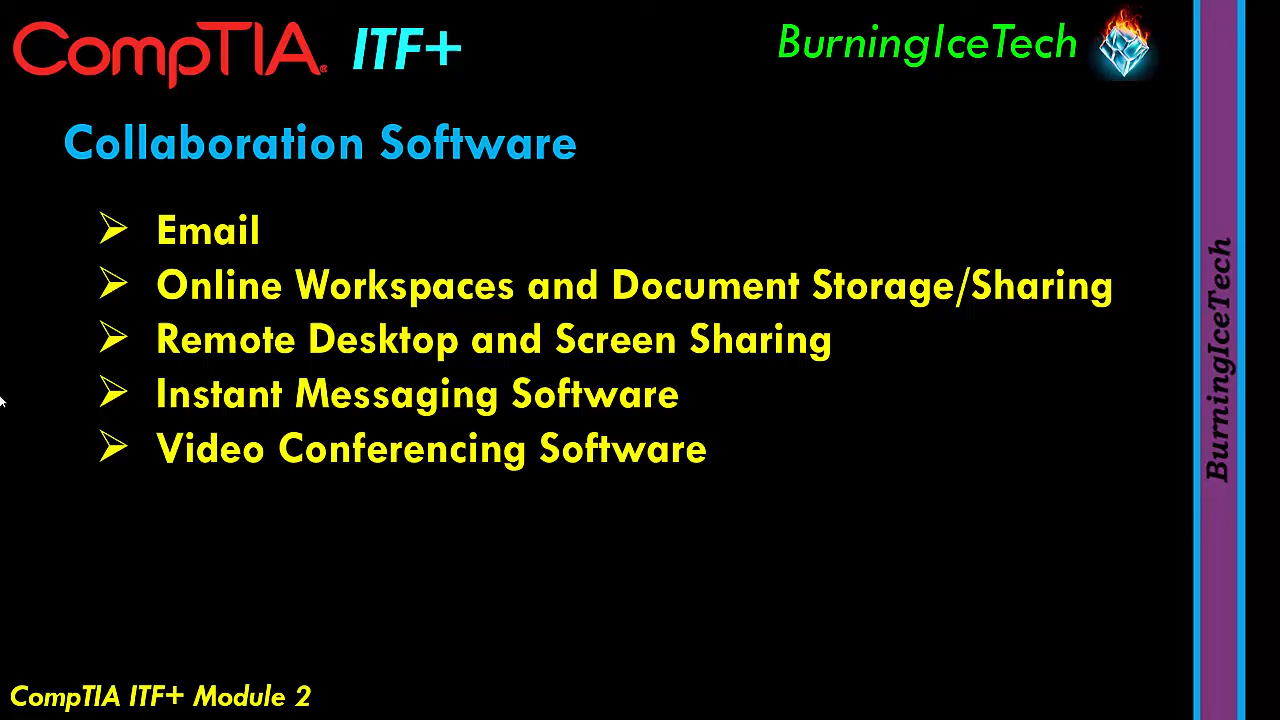 CompTIA® ITF+
BurningIceTech
Collaboration Software
Email
Online Workspaces and Document Storage/Sharing
Remote Desktop and Screen Sharing
Instant Messaging Software
Video Conferencing Software
BurningIceTech
CompTIA ITF+ Module 2